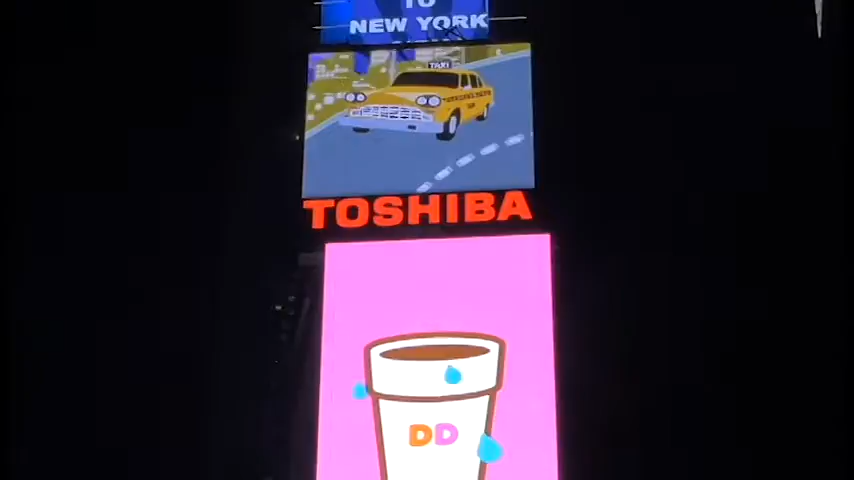 TO
NEW YORK
TAXI
TOSHIBA
DD